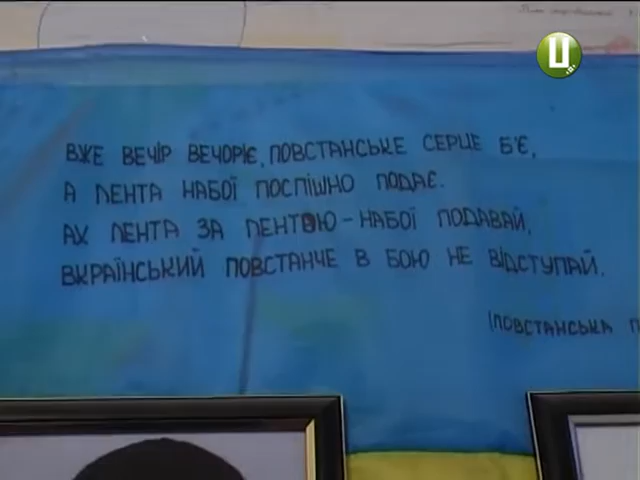 Ц
ВЖЕ ВЕЧІР ВЕЧОРІЄ, ПОВСТАНСЬКЕ СЕРЦЕ Б'Є,
А ЛЕНТА НАБОЇ ПОСПІШНО ПОДАЄ.
АХ ЛЕНТА ЗА ЛЕНТОЮ - НАБОЇ ПОДАВАЙ,
ВКРАЇНСЬКИЙ ПОВСТАНЧЕ В БОЮ НЕ ВІДСТУПАЙ.
ПОВСТАНСЬКА